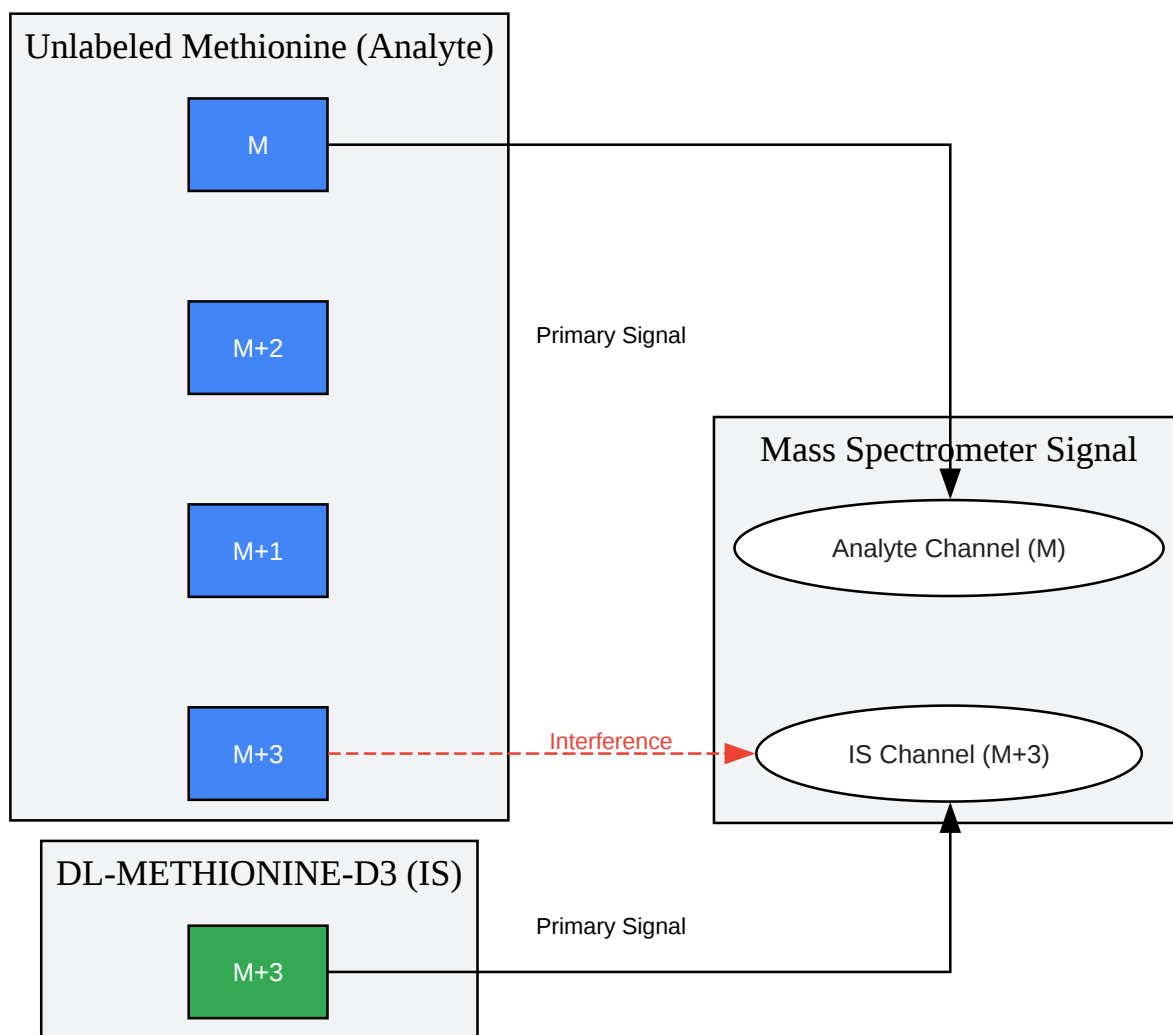 Unlabeled Methionine (Analyte)
M
M+2
Primary Signal
Mass Spectrometer Signal
M+1
Analyte Channel (M)
M+3
Interference
IS Channel (M+3)
DL-METHIONINE-D3 (IS)
Primary Signal
M+3